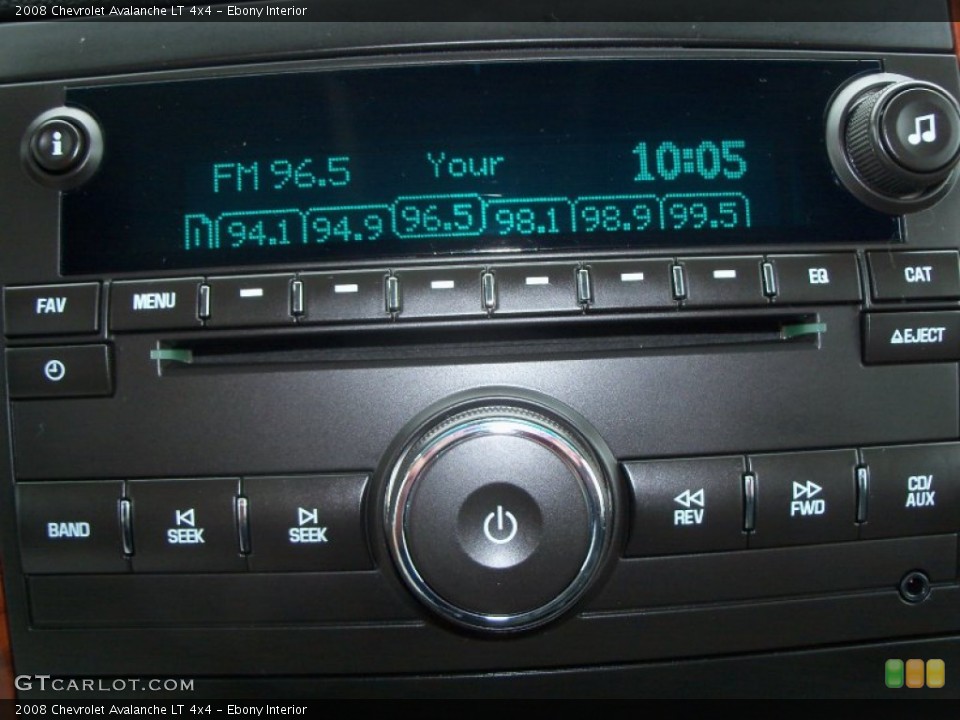 2008 Chevrolet Avalanche LT 4x4 – Ebony Interior
FM 96.5 Your 10:05
94.1 94.9 96.5 98.1 98.9 99.5
FAV MENU EQ CAT
EJECT
BAND SEEK SEEK REV FWD CD/
AUX
GTCARLOT.COM
2008 Chevrolet Avalanche LT 4x4 – Ebony Interior